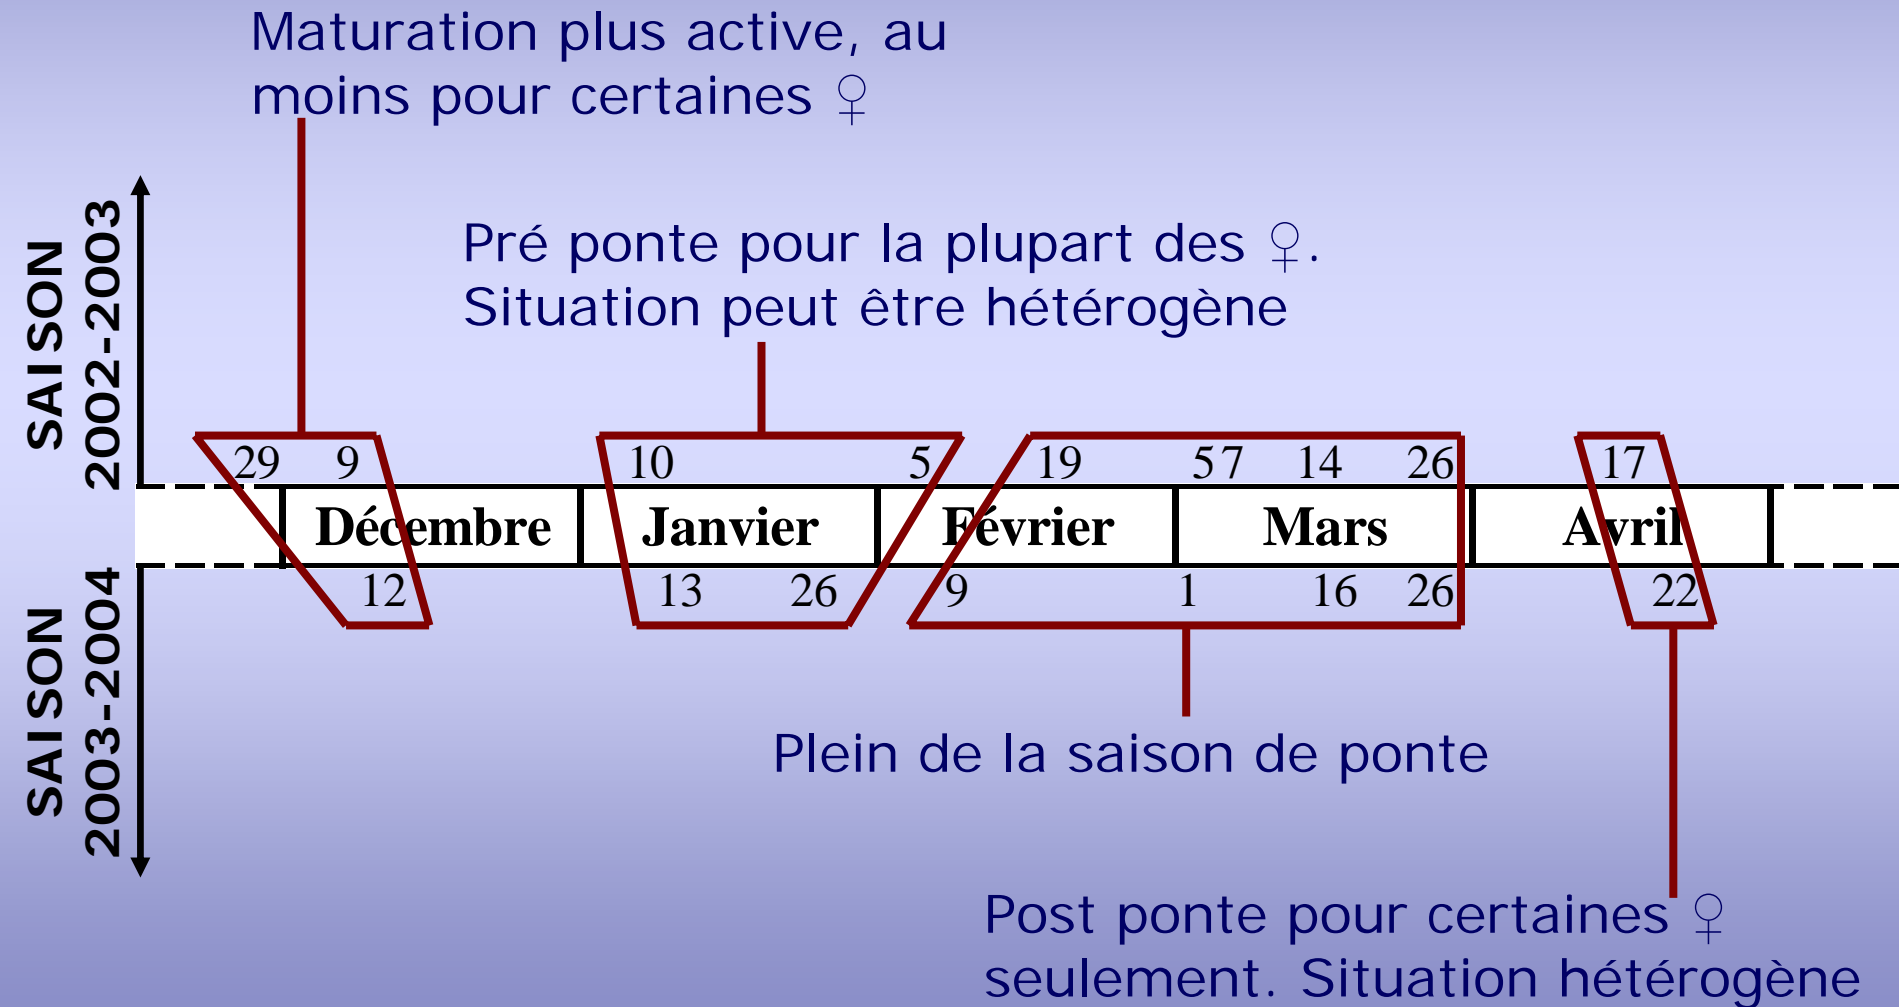 Maturation plus active, au
moins pour certaines ♀
SAISON
2002-2003
Pré ponte pour la plupart des ♀.
Situation peut être hétérogène
29 9 10 5 19 5 7 14 26 17
Décembre Janvier Février Mars Avril
12 13 26 9 1 16 26 22
SAISON
2003-2004
Plein de la saison de ponte
Post ponte pour certaines ♀
seulement. Situation hétérogène